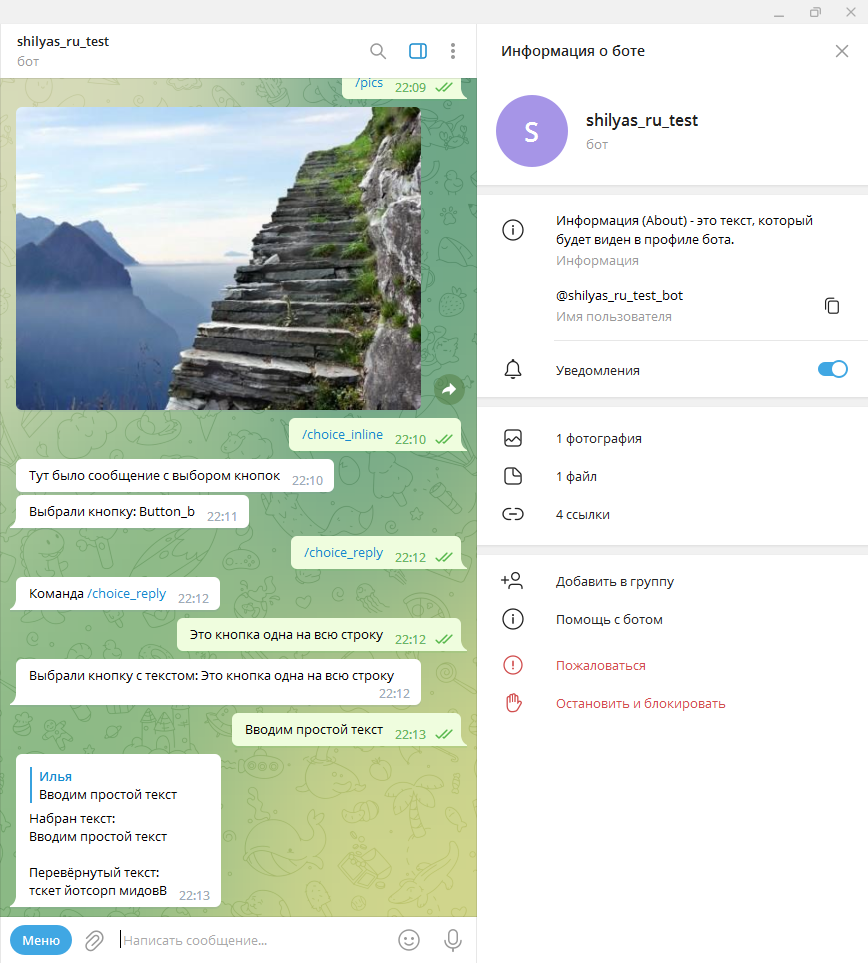 shilyas_ru_test
бот
/pics 22:09
/choice_inline 22:10
Тут было сообщение с выбором кнопок 22:10
Выбрали кнопку: Button_b 22:11
/choice_reply 22:12
Команда /choice_reply 22:12
Это кнопка одна на всю строку 22:12
Выбрали кнопку с текстом: Это кнопка одна на всю строку
22:12
Вводим простой текст 22:13
Илья
Вводим простой текст
Набран текст:
Вводим простой текст
Перевёрнутый текст:
тскет йотсорп мидовВ 22:13
Меню
Написать сообщение...
Информация о боте
S
shilyas_ru_test
бот
Информация (About) - это текст, который
будет виден в профиле бота.
Информация
@shilyas_ru_test_bot
Имя пользователя
Уведомления
1 фотография
1 файл
4 ссылки
Добавить в группу
Помощь с ботом
Пожаловаться
Остановить и блокировать